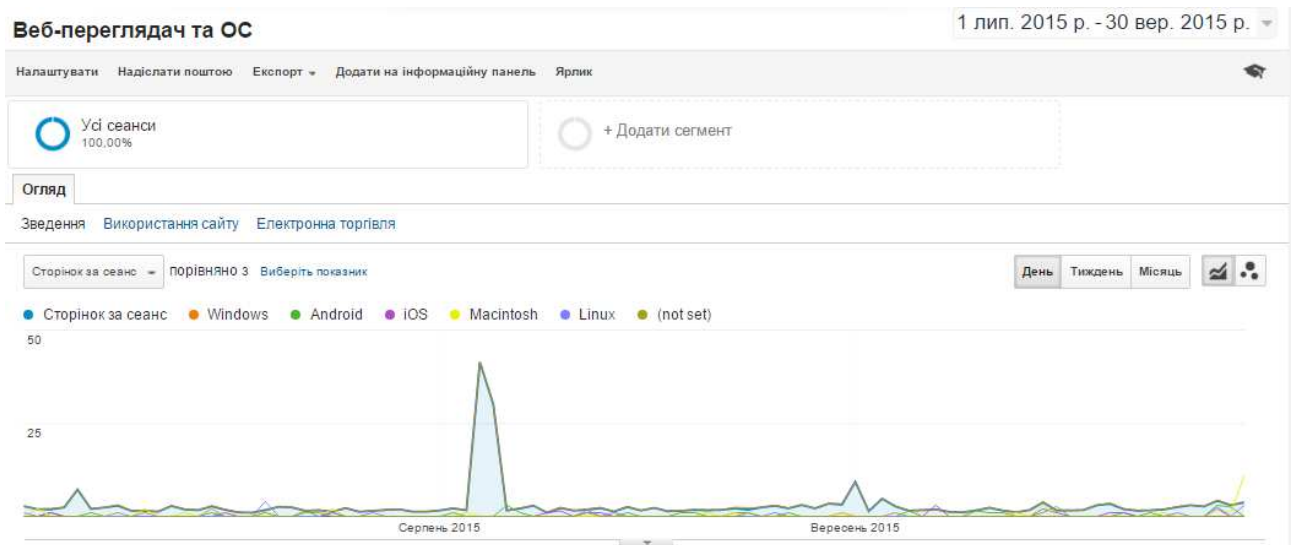 Веб-переглядач та ОС
1 лип. 2015 р. - 30 вер. 2015 р.
Налаштувати Надіслати поштою Експорт Додати на інформаційну панель Ярлик
Усі сеанси
100,00%
+ Додати сегмент
Огляд
Зведення Використання сайту Електронна торгівля
Сторінок за сеанс порівняно з Виберіть показник День Тиждень Місяць
Сторінок за сеанс Windows Android iOS Macintosh Linux (not set)
50
25
Серпень 2015 Вересень 2015